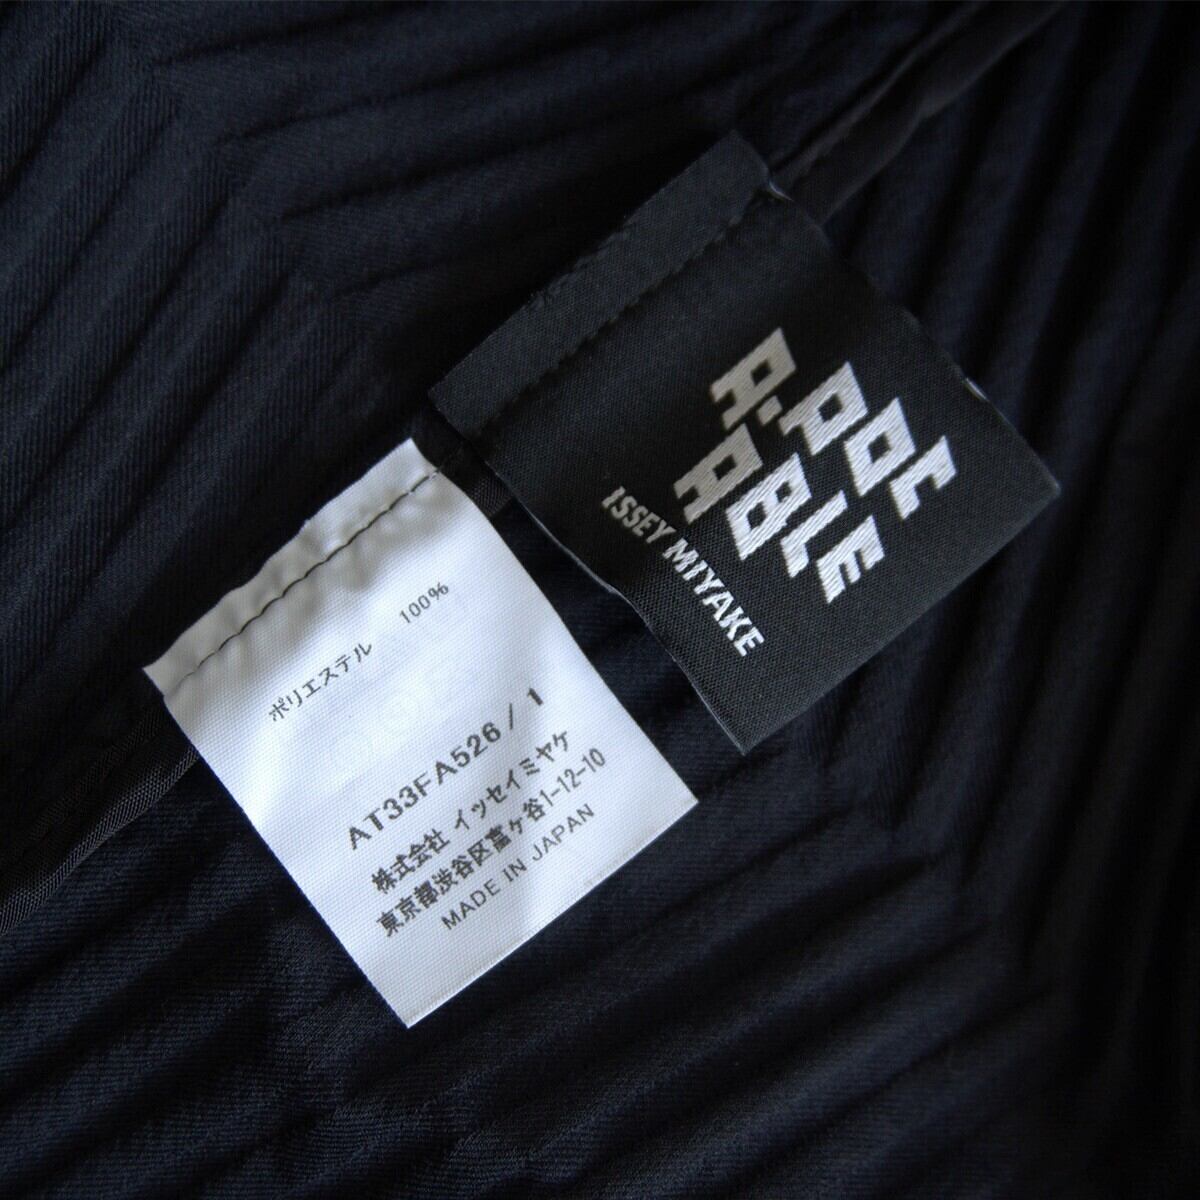 A·POC
ABLE
ISSEY MIYAKE
ポリエステル 100%
AT33FA526 / 1
株式会社 イッセイミヤケ
東京都渋谷区富ヶ谷1-12-10
MADE IN JAPAN